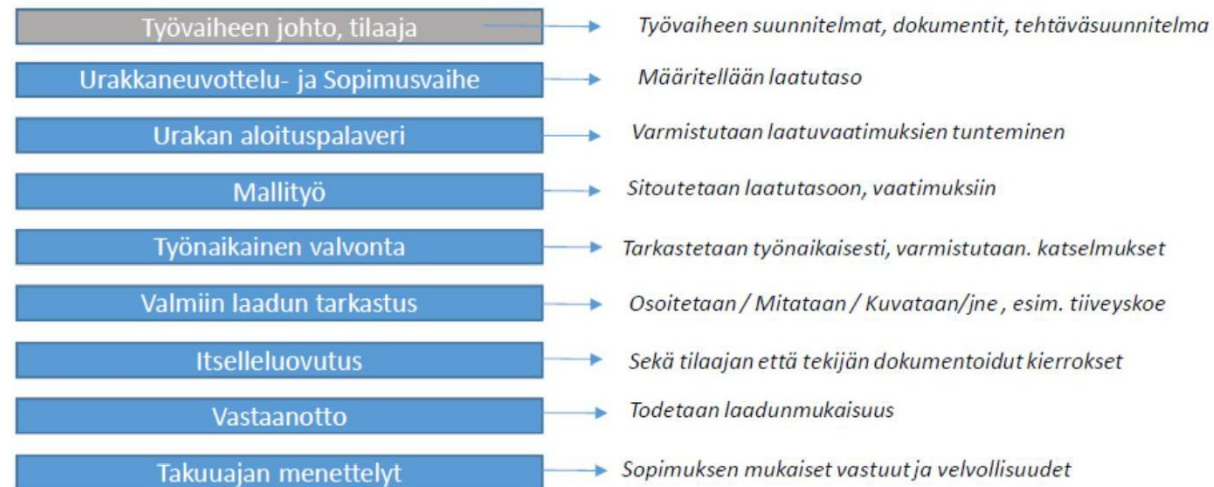 Työvaiheen johto, tilaaja
Työvaiheen suunnitelmat, dokumentit, tehtäväsuunnitelma
Urakkaneuvottelu- ja Sopimusvaihe
Määritellään laatutaso
Urakan aloituspalaveri
Varmistutaan laatuvaatimuksien tunteminen
Mallityö
Sitoutetaan laatutasoon, vaatimuksiin
Työnaikainen valvonta
Tarkastetaan työnaikaisesti, varmistutaan. katselmukset
Valmiin laadun tarkastus
Osoitetaan / Mitataan / Kuvataan/jne , esim. tiiveyskoe
Itselleluovutus
Sekä tilaajan että tekijän dokumentoidut kierrokset
Vastaanotto
Todetaan laadunmukaisuus
Takuuajan menettelyt
Sopimuksen mukaiset vastuut ja velvollisuudet